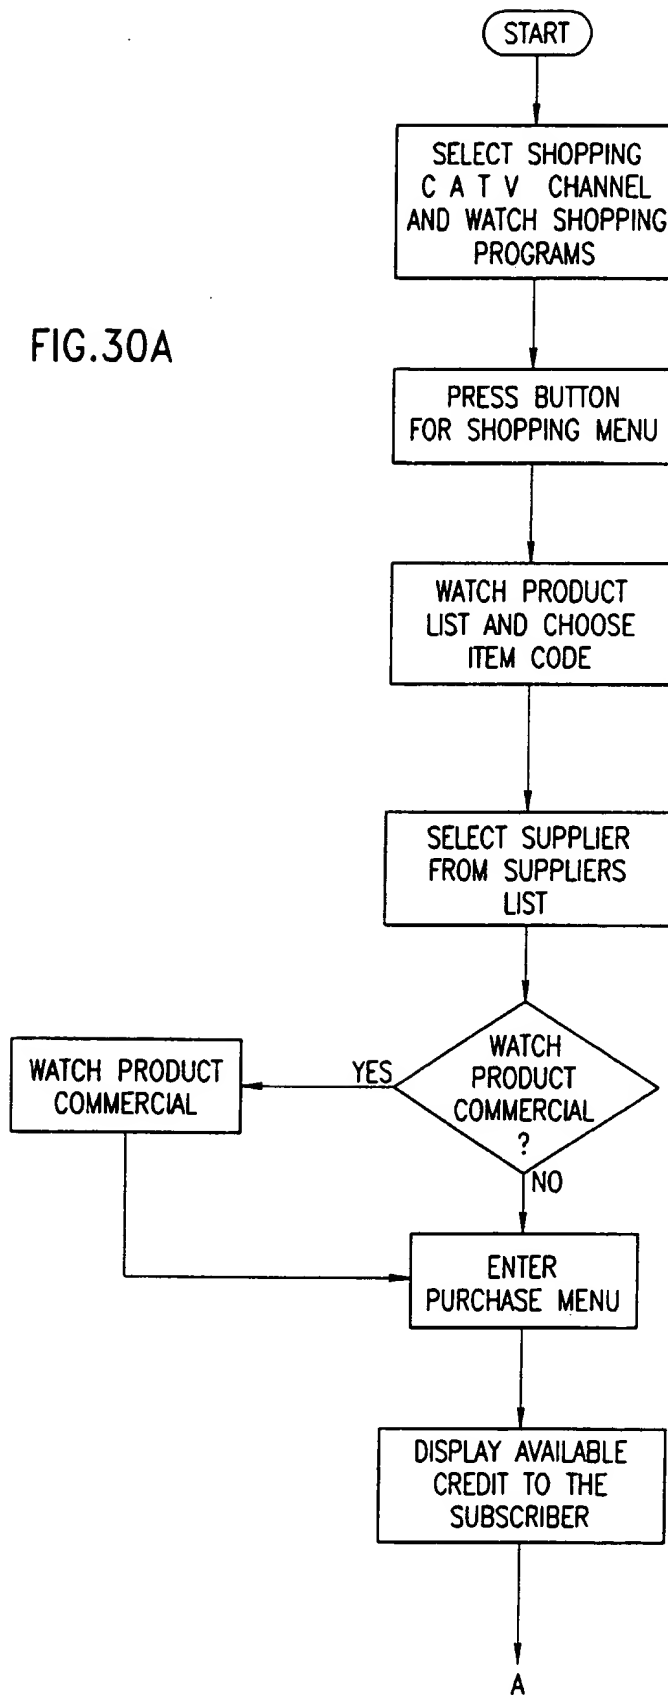 START
SELECT SHOPPING
C A T V CHANNEL
AND WATCH SHOPPING
PROGRAMS
FIG.30A
PRESS BUTTON
FOR SHOPPING MENU
WATCH PRODUCT
LIST AND CHOOSE
ITEM CODE
SELECT SUPPLIER
FROM SUPPLIERS
LIST
WATCH
PRODUCT
COMMERCIAL
?
YES
WATCH PRODUCT
COMMERCIAL
NO
ENTER
PURCHASE MENU
DISPLAY AVAILABLE
CREDIT TO THE
SUBSCRIBER
A